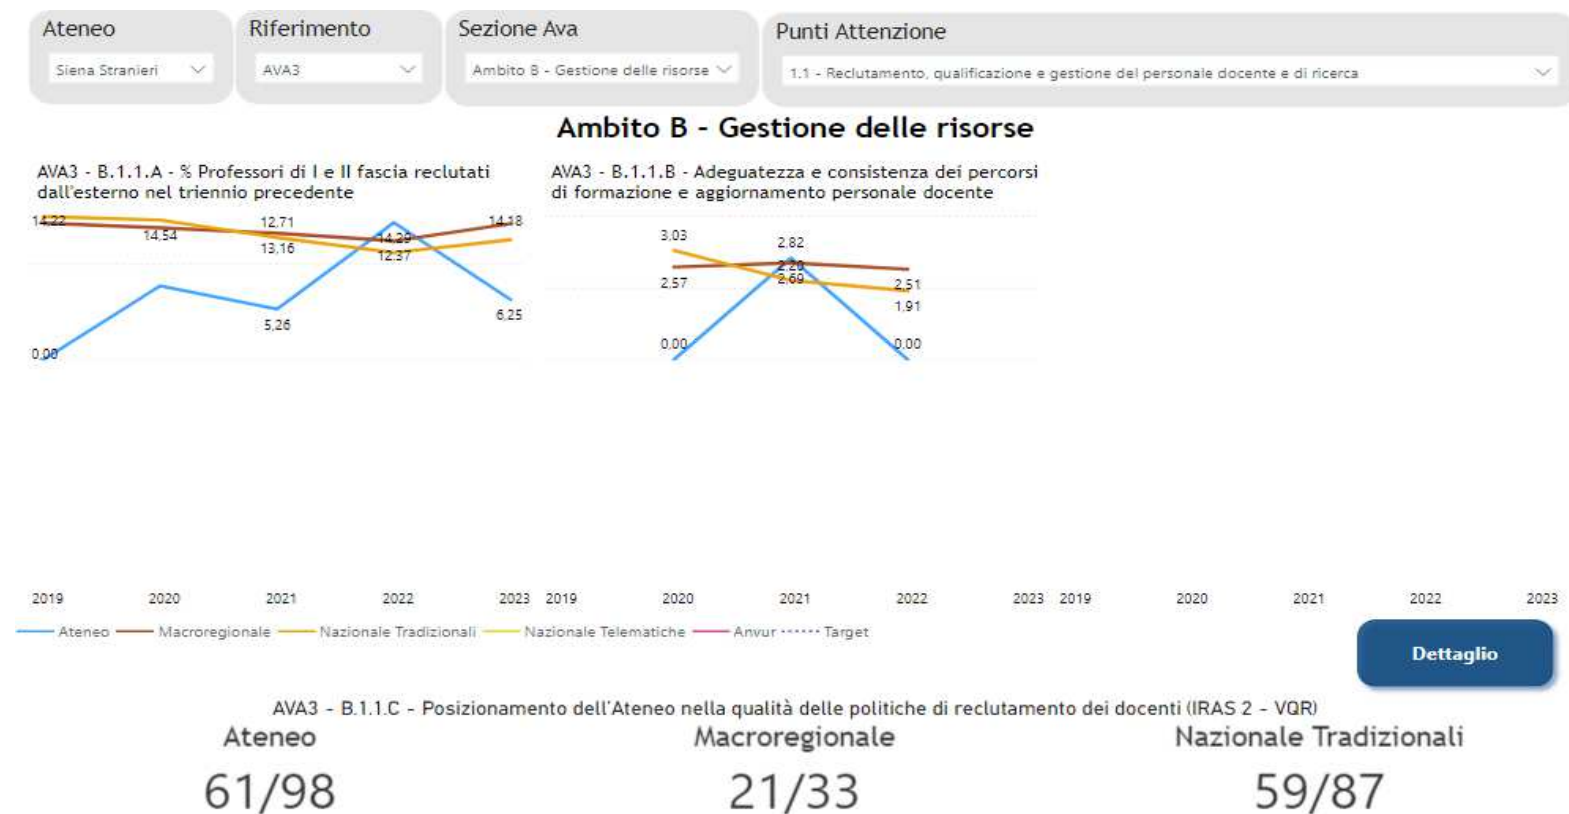 Ateneo
Siena Stranieri
Riferimento
AVA3
Sezione Ava
Ambito B - Gestione delle risorse
Punti Attenzione
1.1 - Reclutamento, qualificazione e gestione del personale docente e di ricerca
Ambito B - Gestione delle risorse
AVA3 - B.1.1.A - % Professori di I e II fascia reclutati
dall'esterno nel triennio precedente
14,22
14,54
12,71
13,16
14,29
12,37
14,18
5,26
6,25
0,00
2019 2020 2021 2022 2023
AVA3 - B.1.1.B - Adeguatezza e consistenza dei percorsi
di formazione e aggiornamento personale docente
3,03
2,82
2,57
2,69
2,51
1,91
0,00
0,00
2019 2020 2021 2022 2023
2019 2020 2021 2022 2023
Ateneo Macroregionale Nazionale Tradizionali Nazionale Telematiche Anvur Target
Dettaglio
AVA3 - B.1.1.C - Posizionamento dell'Ateneo nella qualità delle politiche di reclutamento dei docenti (IRAS 2 - VQR)
Ateneo Macroregionale Nazionale Tradizionali
61/98 21/33 59/87